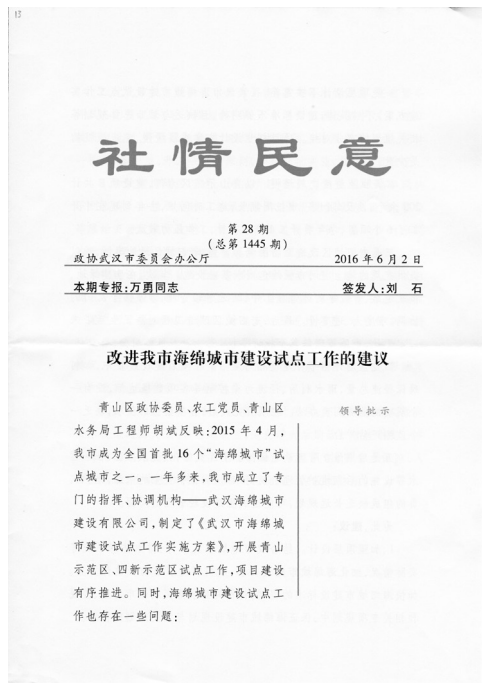 13
社情民意
第28期
(总第1445期)
政协武汉市委员会办公厅 2016年6月2日
本期专报:万勇同志 签发人:刘 石
改进我市海绵城市建设试点工作的建议
青山区政协委员、农工党员、青山区
水务局工程师胡斌反映:2015年4月,
我市成为全国首批16个“海绵城市”试
点城市之一。一年多来,我市成立了专
门的指挥、协调机构——武汉海绵城市
建设有限公司,制定了《武汉市海绵城
市建设试点工作实施方案》,开展青山
示范区、四新示范区试点工作,项目建设
有序推进。同时,海绵城市建设试点工
作也存在一些问题:
领导批示